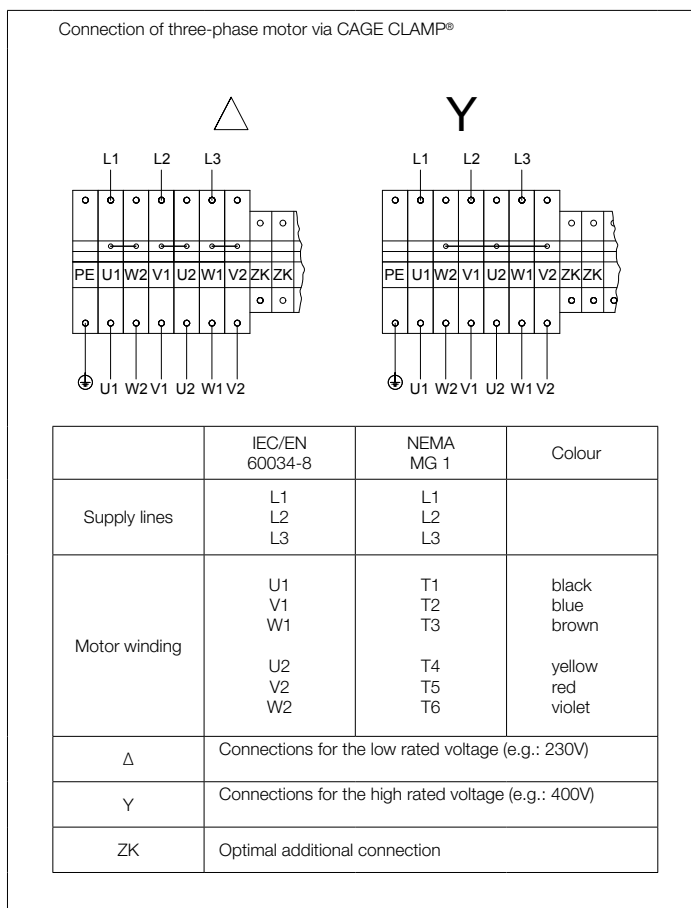 Connection of three-phase motor via CAGE CLAMP®
Δ Y
L1 L2 L3 L1 L2 L3
PE U1 W2 V1 U2 W1 V2 ZK ZK PE U1 W2 V1 U2 W1 V2 ZK ZK
U1 W2 V1 U2 W1 V2 U1 W2 V1 U2 W1 V2
IEC/EN
60034-8
NEMA
MG 1
Colour
Supply lines
L1 L1
L2 L2
L3 L3
Motor winding
U1 T1 black
V1 T2 blue
W1 T3 brown
U2 T4 yellow
V2 T5 red
W2 T6 violet
Δ Connections for the low rated voltage (e.g.: 230V)
Y Connections for the high rated voltage (e.g.: 400V)
ZK Optimal additional connection